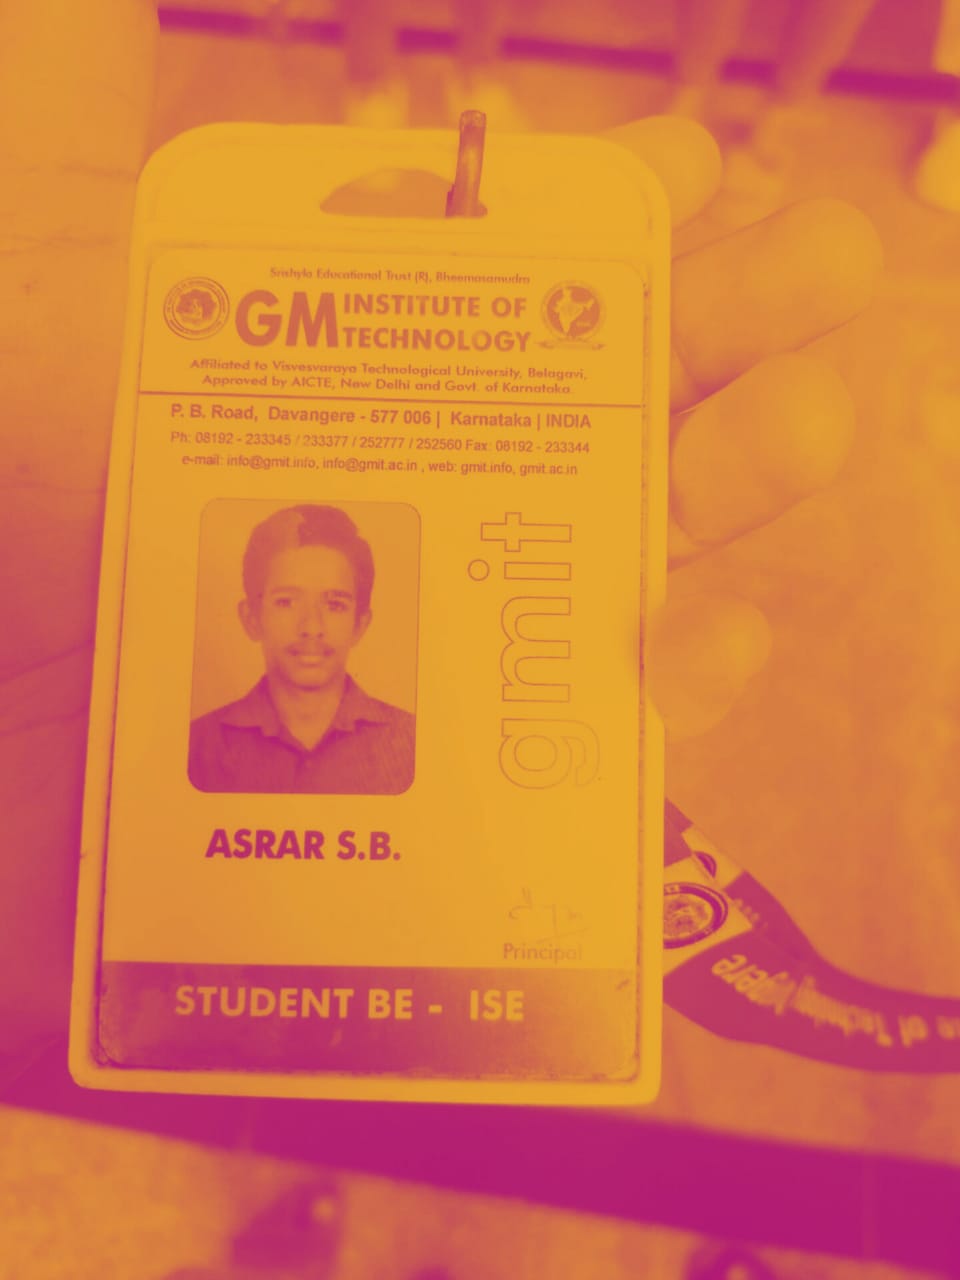 Srishyla Educational Trust (R), Bheemasamudra
GM INSTITUTE OF
TECHNOLOGY
Affiliated to Visvesvaraya Technological University, Belagavi,
Approved by AICTE, New Delhi and Govt. of Karnataka.
P. B. Road, Davangere - 577 006 | Karnataka | INDIA
Ph: 08192 - 233345 / 233377 / 252777 / 252560 Fax: 08192 - 233344
e-mail: info@gmit.info, info@gmit.ac.in , web: gmit.info, gmit.ac.in
gmit
ASRAR S.B.
Principal
STUDENT BE - ISE
of Technology